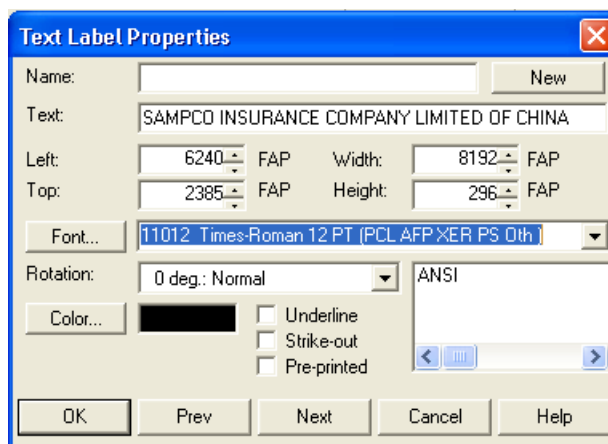 Text Label Properties
Name: New
Text: SAMPCO INSURANCE COMPANY LIMITED OF CHINA
Left: 6240 FAP Width: 8192 FAP
Top: 2385 FAP Height: 296 FAP
Font... 11012 Times-Roman 12 PT (PCL AFP XER PS Oth )
Rotation: 0 deg.: Normal ANSI
Color... Underline
Strike-out
Pre-printed
OK Prev Next Cancel Help